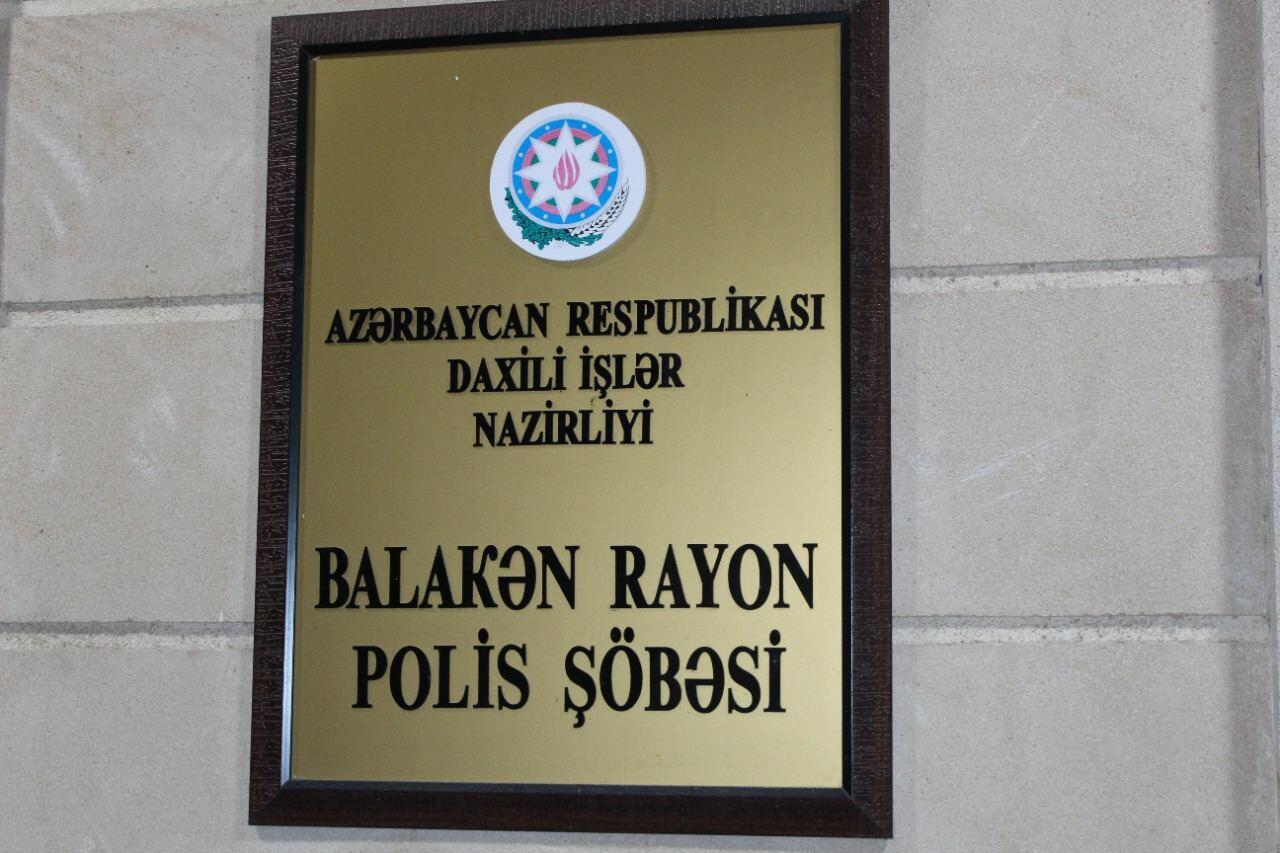 AZƏRBAYCAN RESPUBLİKASI
DAXİLİ İŞLƏR
NAZİRLİYİ
BALAKƏN RAYON
POLİS ŞÖBƏSİ